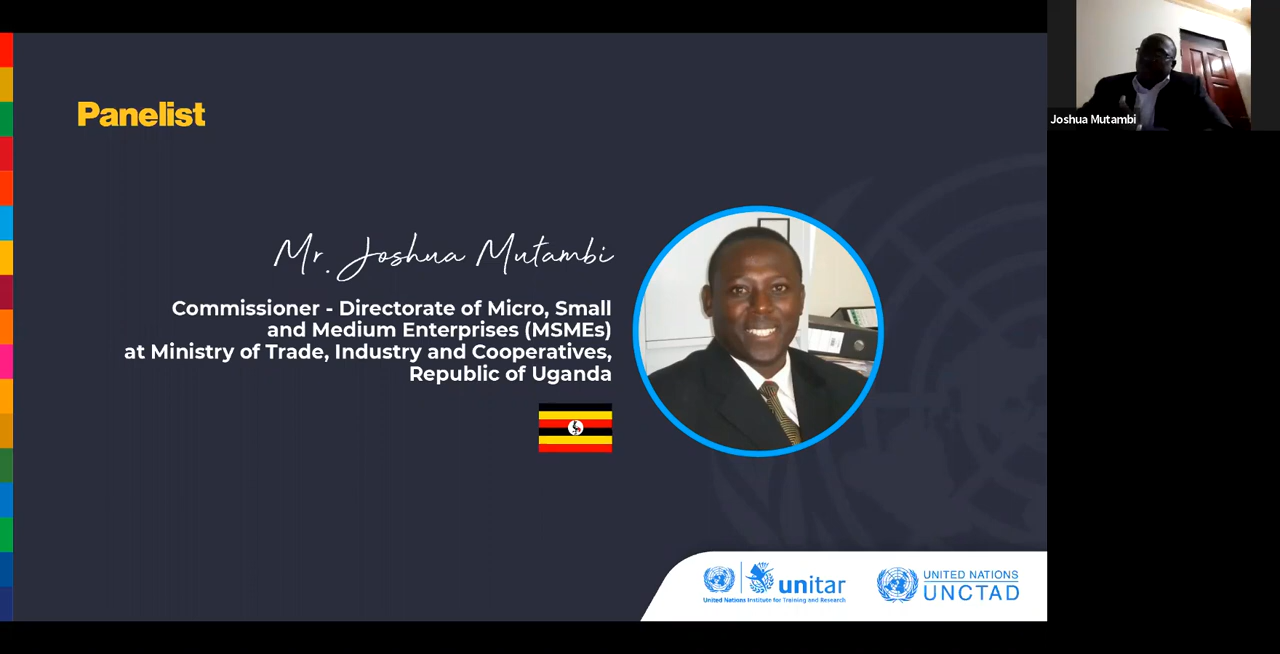 Panelist
Mr. Joshua Mutambi
Commissioner - Directorate of Micro, Small
and Medium Enterprises (MSMEs)
at Ministry of Trade, Industry and Cooperatives,
Republic of Uganda
unitar
United Nations Institute for Training and Research
UNITED NATIONS
UNCTAD
Joshua Mutambi